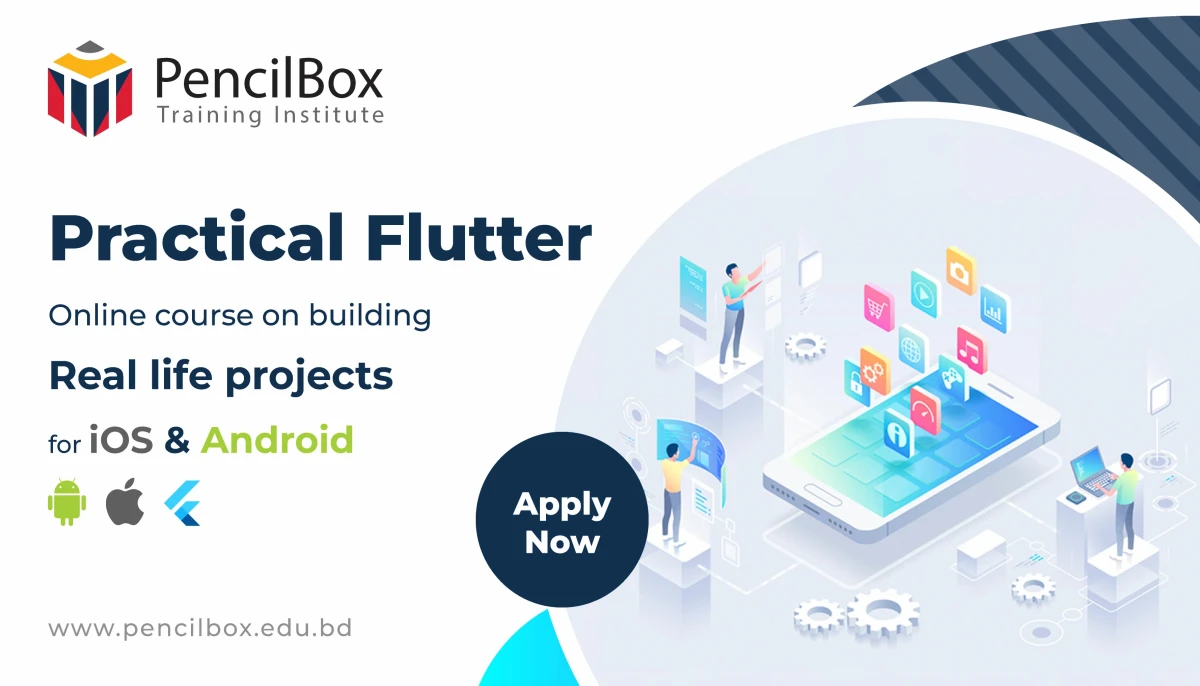 PencilBox
Training Institute
Practical Flutter
Online course on building
Real life projects
for iOS & Android
Apply
Now
www.pencilbox.edu.bd